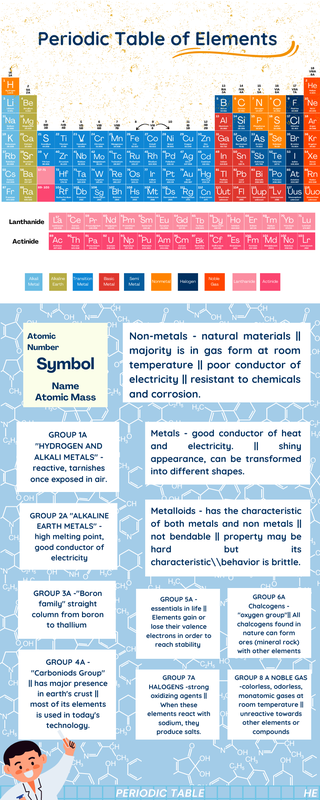 Periodic Table of Elements
H He
Li Be B C N O F Ne
Na Mg Al Si P S Cl Ar
K Ca S Ti V Cr Mn Fe Co Ni Cu Zn
Rb Sr Y Zr Nb Mo Tc Ru Rh Pd Ag Cd In Sn Te I Xe
Cs Ba Hf Ta W Re Os Ir Pt Au Hg Tl Pb Bi Po At Rn
Fr Ra Rf Db Sg Bh Hs Mt Ds Rg Cn Uut Fl Uup Lv Uus Uuo
Lanthanide La Ce Pr Nd Pm Sm Eu Gd Tb Dy Ho Er Tm Yb Lu
Actinide Ac Th Pa U Np Pu Am Cm Bk Cf Es Fm Md No Lr
Alkali Metal
Alkaline Earth
Transition Metal
Basic Metal
Semi Metal
Nonmetal
Halogen
Noble Gas
Lanthanide
Actinide
Atomic
Number
Symbol
Name
Atomic Mass
Non-metals - natural materials ||
majority is in gas form at room
temperature || poor conductor of
electricity || resistant to chemicals
and corrosion.
GROUP 1A
"HYDROGEN AND
ALKALI METALS" -
reactive, tarnishes
once exposed in air.
Metals - good conductor of heat
and electricity. || shiny
appearance, can be transformed
into different shapes.
GROUP 2A "ALKALINE
EARTH METALS" -
high melting point,
good conductor of
electricity
Metalloids - has the characteristic
of both metals and non metals ||
not bendable || property may be
hard but its
characteristic\\behavior is brittle.
GROUP 3A -"Boron
family" straight
column from boron
to thallium
GROUP 5A -
essentials in life ||
Elements gain or
lose their valence
electrons in order to
reach stability
GROUP 6A
Chalcogens -
"oxygen group"|| All
chalcogens found in
nature can form
ores (mineral rock)
with other elements
GROUP 4A -
"Carboniods Group"
|| has major presence
in earth's crust ||
most of its elements
is used in today's
technology.
GROUP 7A
HALOGENS -strong
oxidizing agents ||
When these
elements react with
sodium, they
produce salts.
GROUP 8 A NOBLE GAS
-colorless, odorless,
monatomic gases at
room temperature ||
unreactive towards
other elements or
compounds
PERIODIC TABLE HE